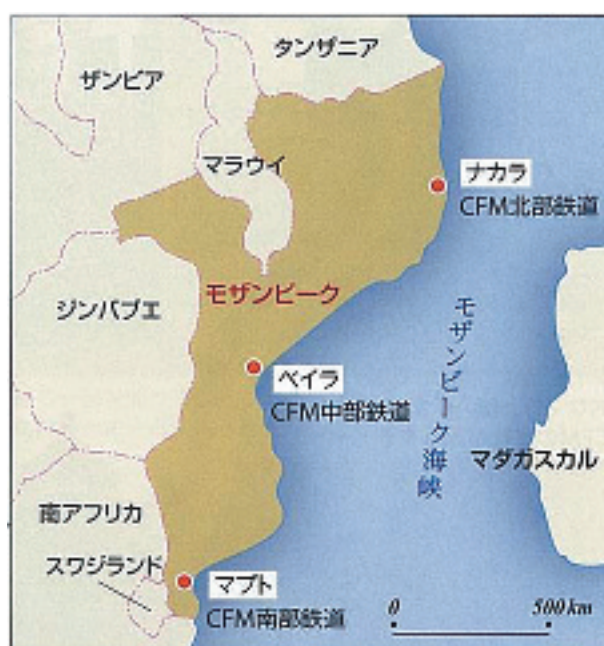 タンザニア
ザンビア
マラウイ
ナカラ
CFM北部鉄道
モザンビーク
ジンバブエ
モザンビーク海峡
ベイラ
CFM中部鉄道
マダガスカル
南アフリカ
スワジランド
マプト
CFM南部鉄道
0 500km